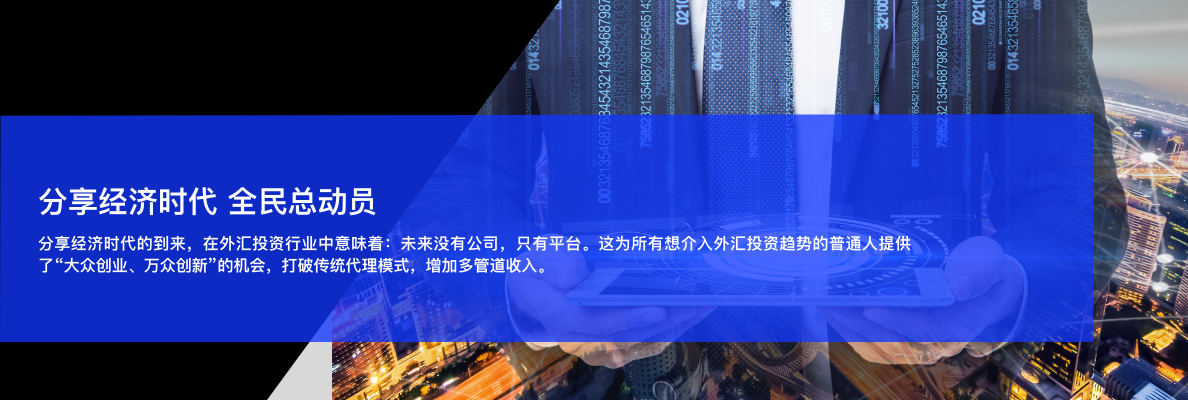 分享经济时代 全民总动员
分享经济时代的到来，在外汇投资行业中意味着：未来没有公司，只有平台。这为所有想介入外汇投资趋势的普通人提供
了“大众创业、万众创新”的机会，打破传统代理模式，增加多管道收入。